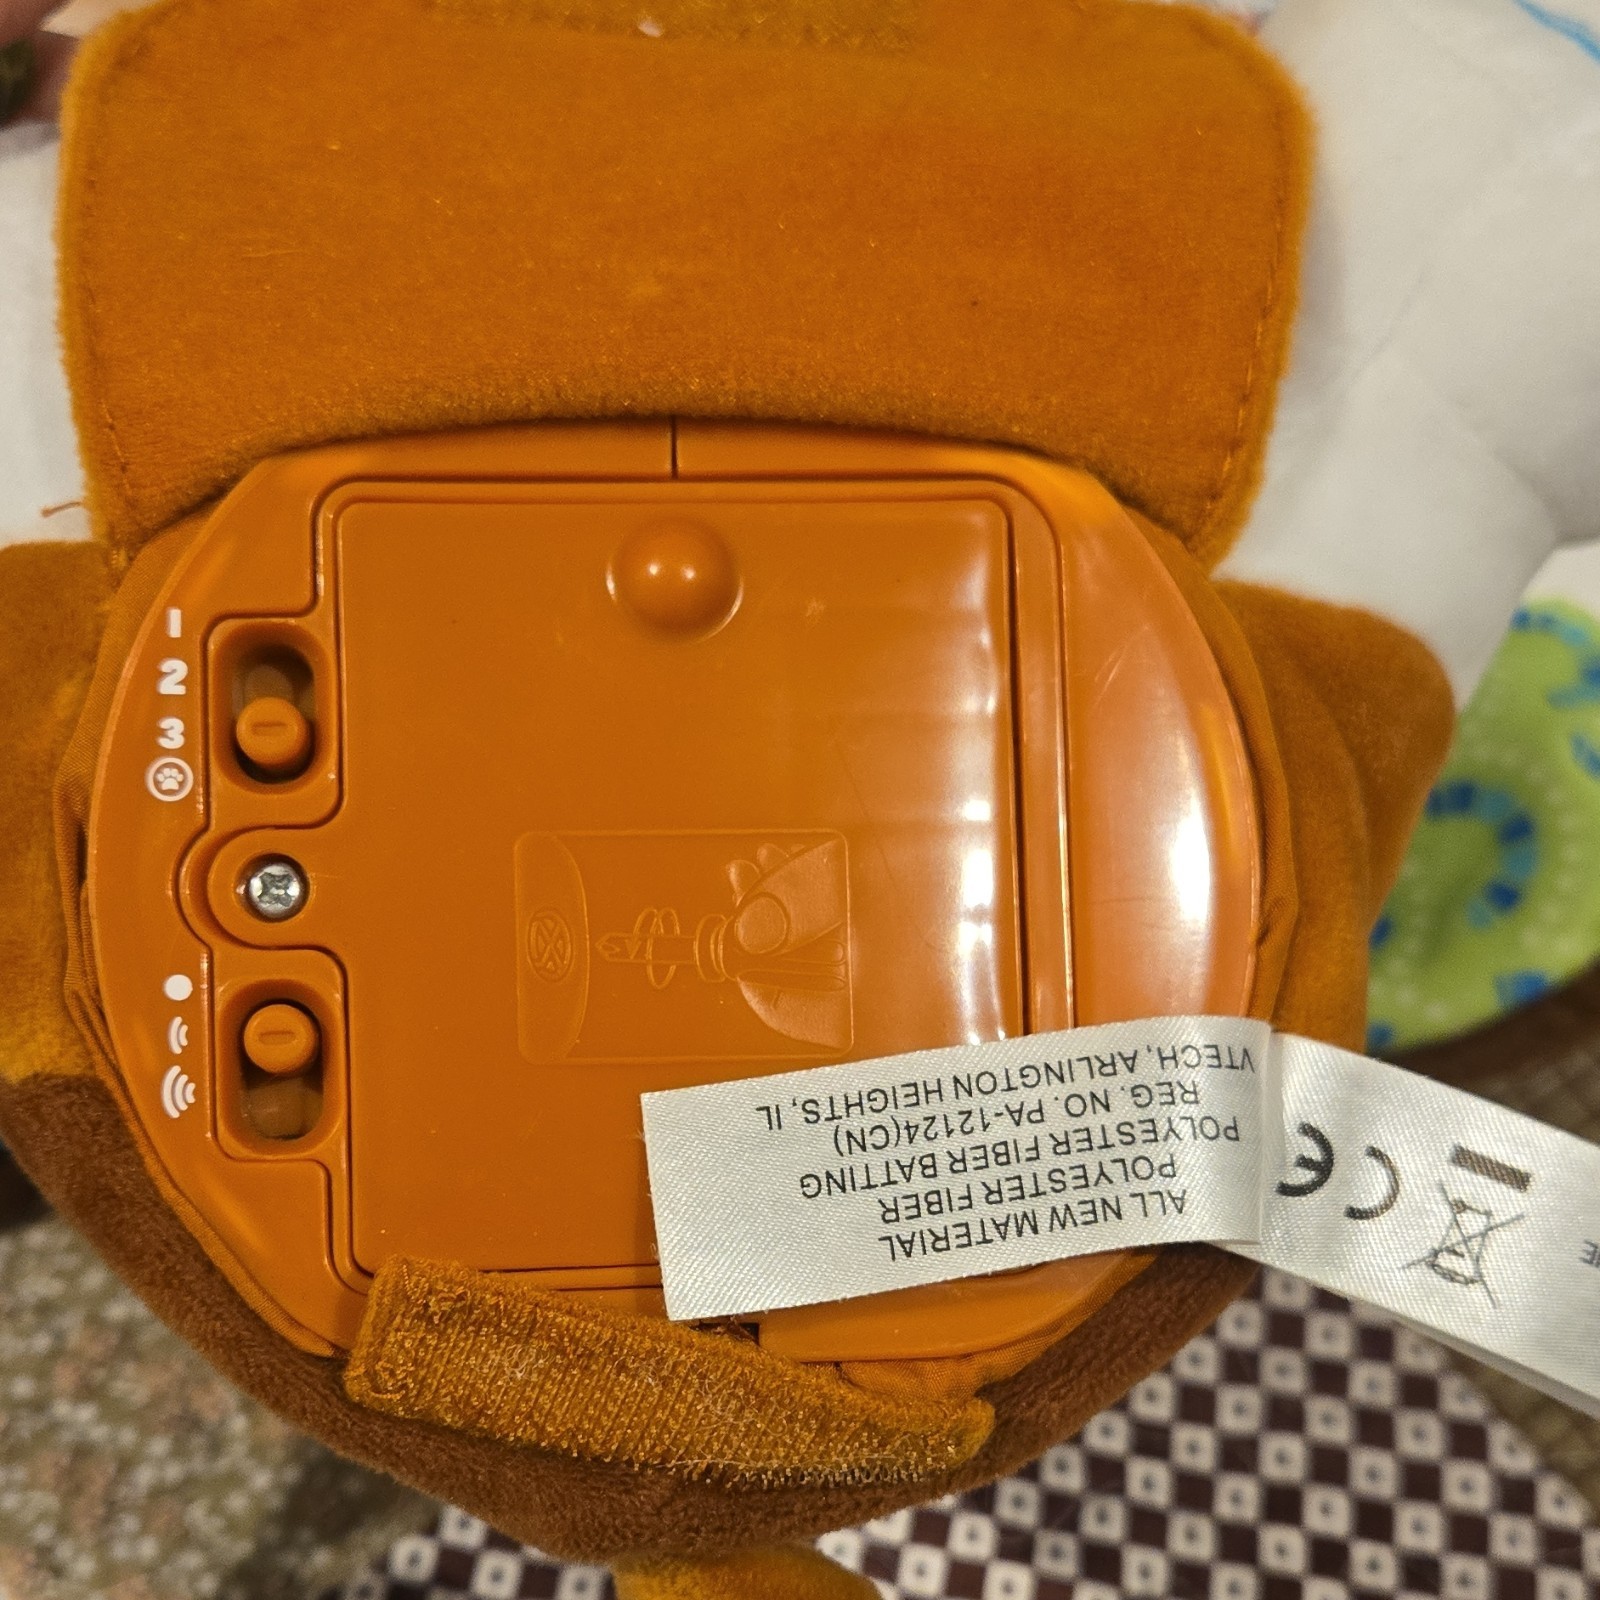 1
2
3
ALL NEW MATERIAL
POLYESTER FIBER
POLYESTER FIBER BATTING
REG. NO. PA-12124(CN)
VTECH, ARLINGTON HEIGHTS, IL
CE